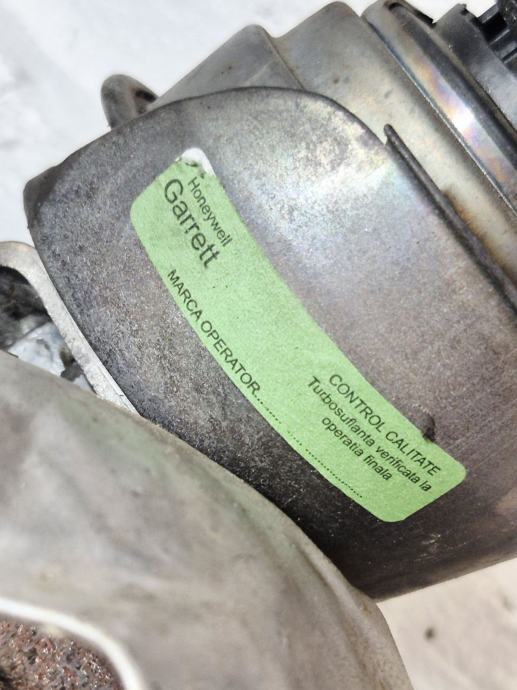 Honeywell
Garrett
MARCA OPERATOR..........
CONTROL CALITATE
Turbosuflanta verificata la
operatia finala
....................